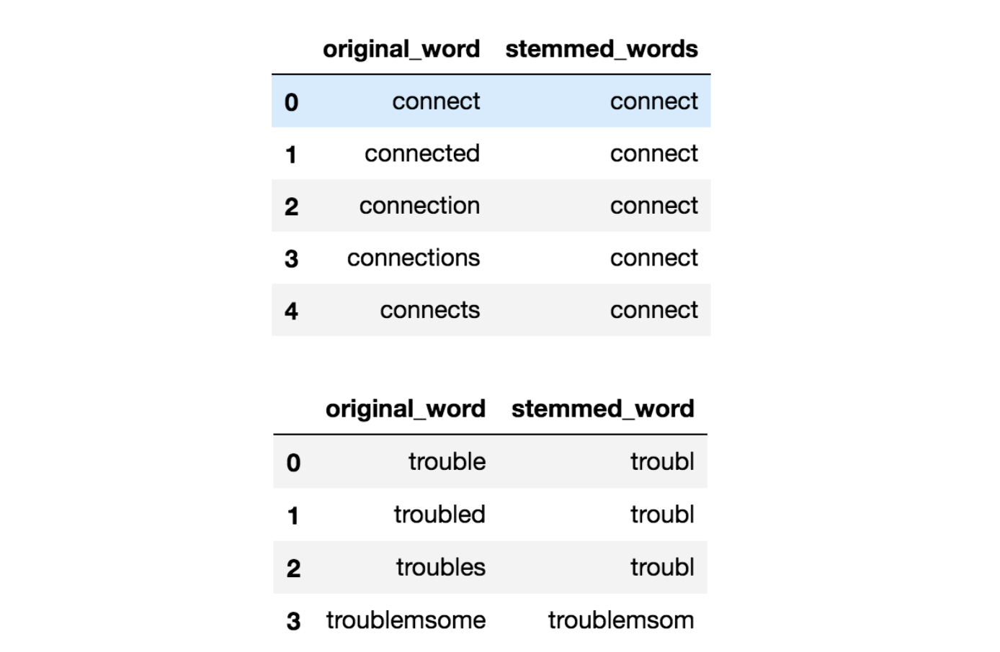 original_word stemmed_words
0 connect connect
1 connected connect
2 connection connect
3 connections connect
4 connects connect
original_word stemmed_word
0 trouble troubl
1 troubled troubl
2 troubles troubl
3 troublemsome troublemsom